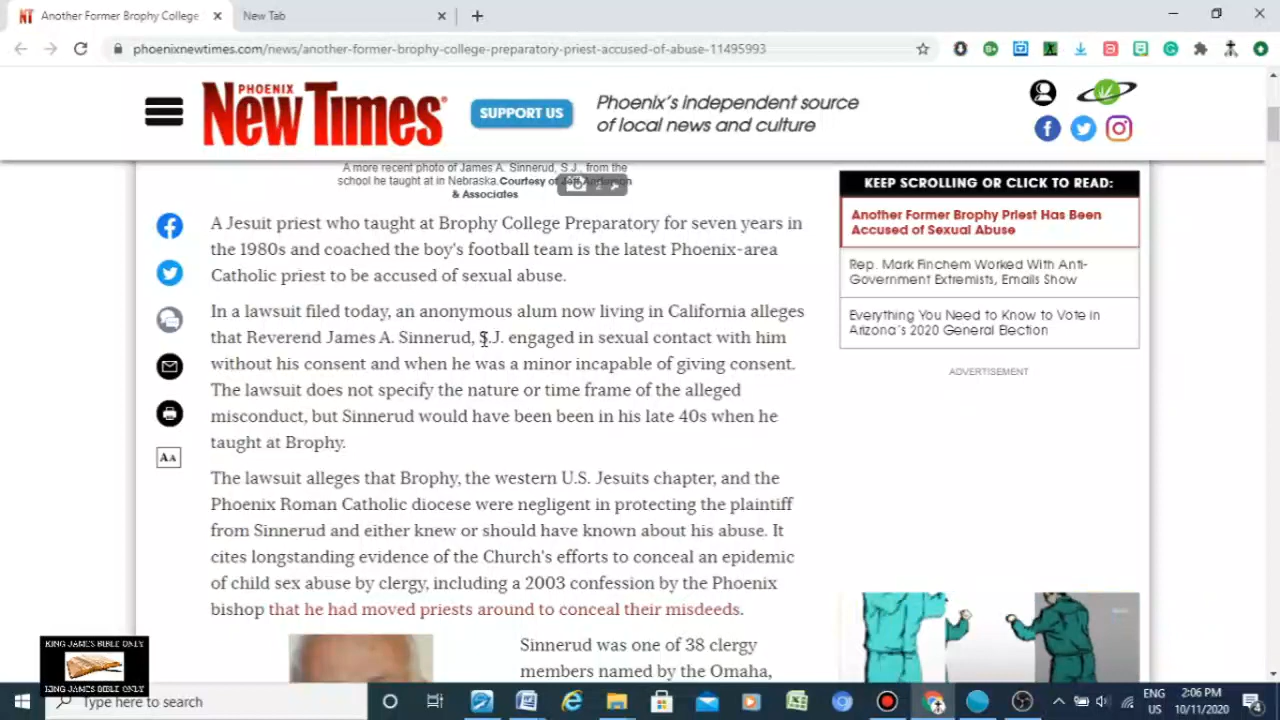 Another Former Brophy College
New Tab
phoenixnewtimes.com/news/another-former-brophy-college-preparatory-priest-accused-of-abuse-11495993
PHOENIX
New Times
SUPPORT US
Phoenix's independent source
of local news and culture
A more recent photo of James A. Sinnerud, S.J., from the
school he taught at in Nebraska.Courtesy of Jeff Anderson
& Associates
A Jesuit priest who taught at Brophy College Preparatory for seven years in
the 1980s and coached the boy's football team is the latest Phoenix-area
Catholic priest to be accused of sexual abuse.
In a lawsuit filed today, an anonymous alum now living in California alleges
that Reverend James A. Sinnerud, S.J. engaged in sexual contact with him
without his consent and when he was a minor incapable of giving consent.
The lawsuit does not specify the nature or time frame of the alleged
misconduct, but Sinnerud would have been been in his late 40s when he
taught at Brophy.
The lawsuit alleges that Brophy, the western U.S. Jesuits chapter, and the
Phoenix Roman Catholic diocese were negligent in protecting the plaintiff
from Sinnerud and either knew or should have known about his abuse. It
cites longstanding evidence of the Church's efforts to conceal an epidemic
of child sex abuse by clergy, including a 2003 confession by the Phoenix
bishop that he had moved priests around to conceal their misdeeds.
Sinnerud was one of 38 clergy
members named by the Omaha,
AA
KEEP SCROLLING OR CLICK TO READ:
Another Former Brophy Priest Has Been
Accused of Sexual Abuse
Rep. Mark Finchem Worked With Anti-
Government Extremists, Emails Show
Everything You Need to Know to Vote in
Arizona's 2020 General Election
ADVERTISEMENT
KING JAMES BIBLE ONLY
KING JAMES BIBLE ONLY
Type here to search
ENG
US
2:06 PM
10/11/2020
4